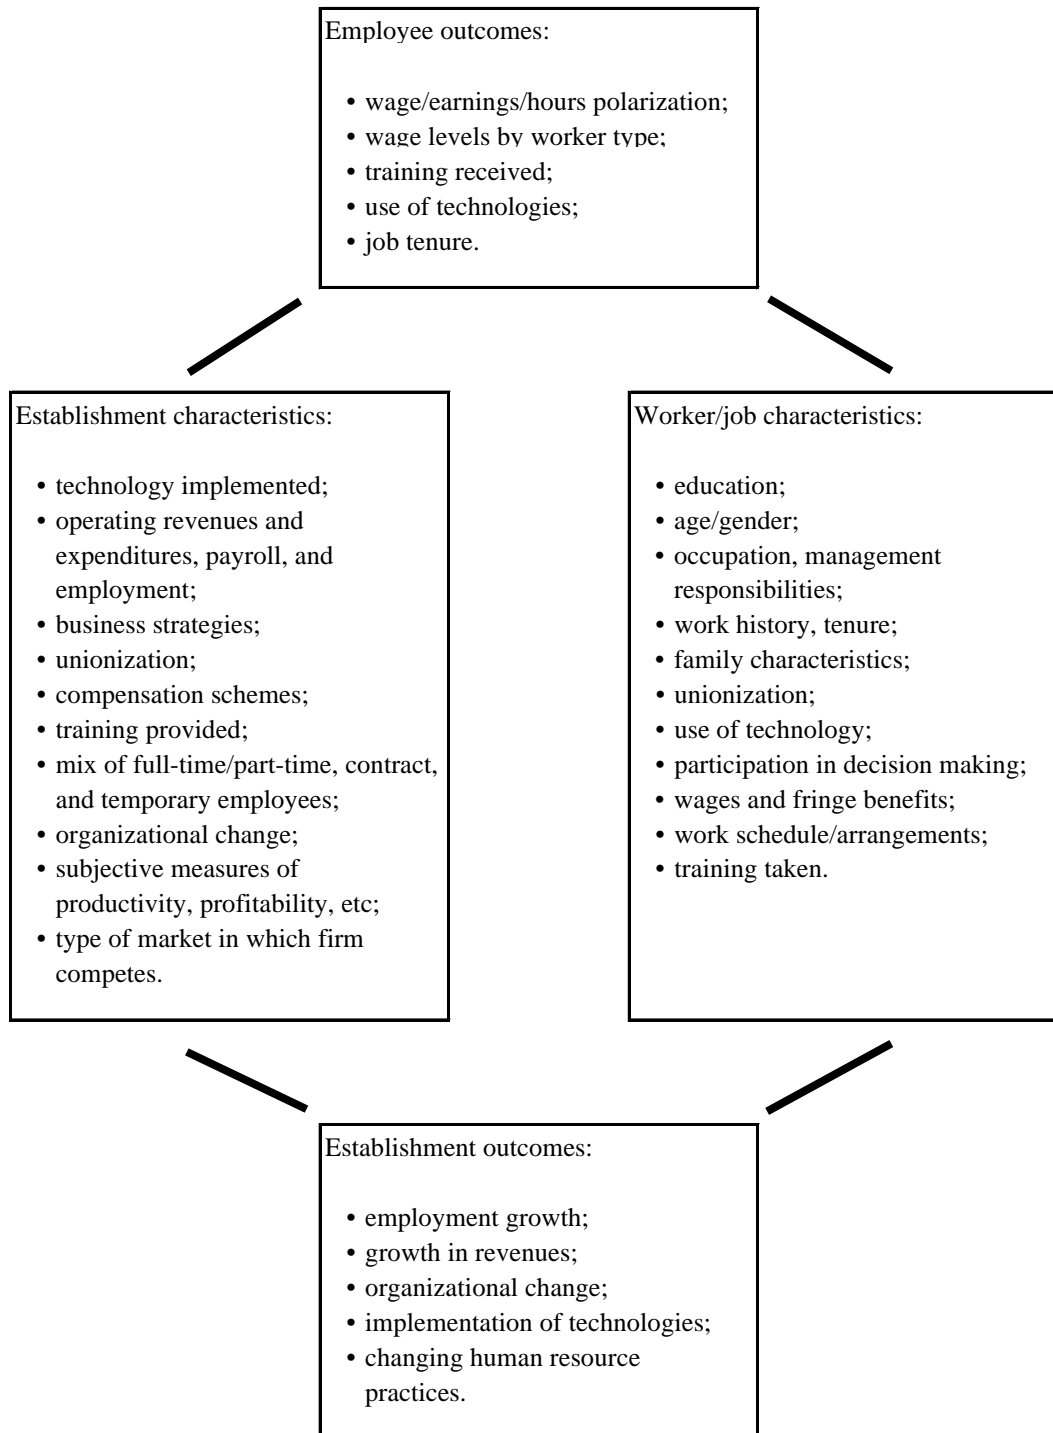 Employee outcomes:
• wage/earnings/hours polarization;
• wage levels by worker type;
• training received;
• use of technologies;
• job tenure.
Establishment characteristics:
• technology implemented;
• operating revenues and
expenditures, payroll, and
employment;
• business strategies;
• unionization;
• compensation schemes;
• training provided;
• mix of full-time/part-time, contract,
and temporary employees;
• organizational change;
• subjective measures of
productivity, profitability, etc;
• type of market in which firm
competes.
Worker/job characteristics:
• education;
• age/gender;
• occupation, management
responsibilities;
• work history, tenure;
• family characteristics;
• unionization;
• use of technology;
• participation in decision making;
• wages and fringe benefits;
• work schedule/arrangements;
• training taken.
Establishment outcomes:
• employment growth;
• growth in revenues;
• organizational change;
• implementation of technologies;
• changing human resource
practices.